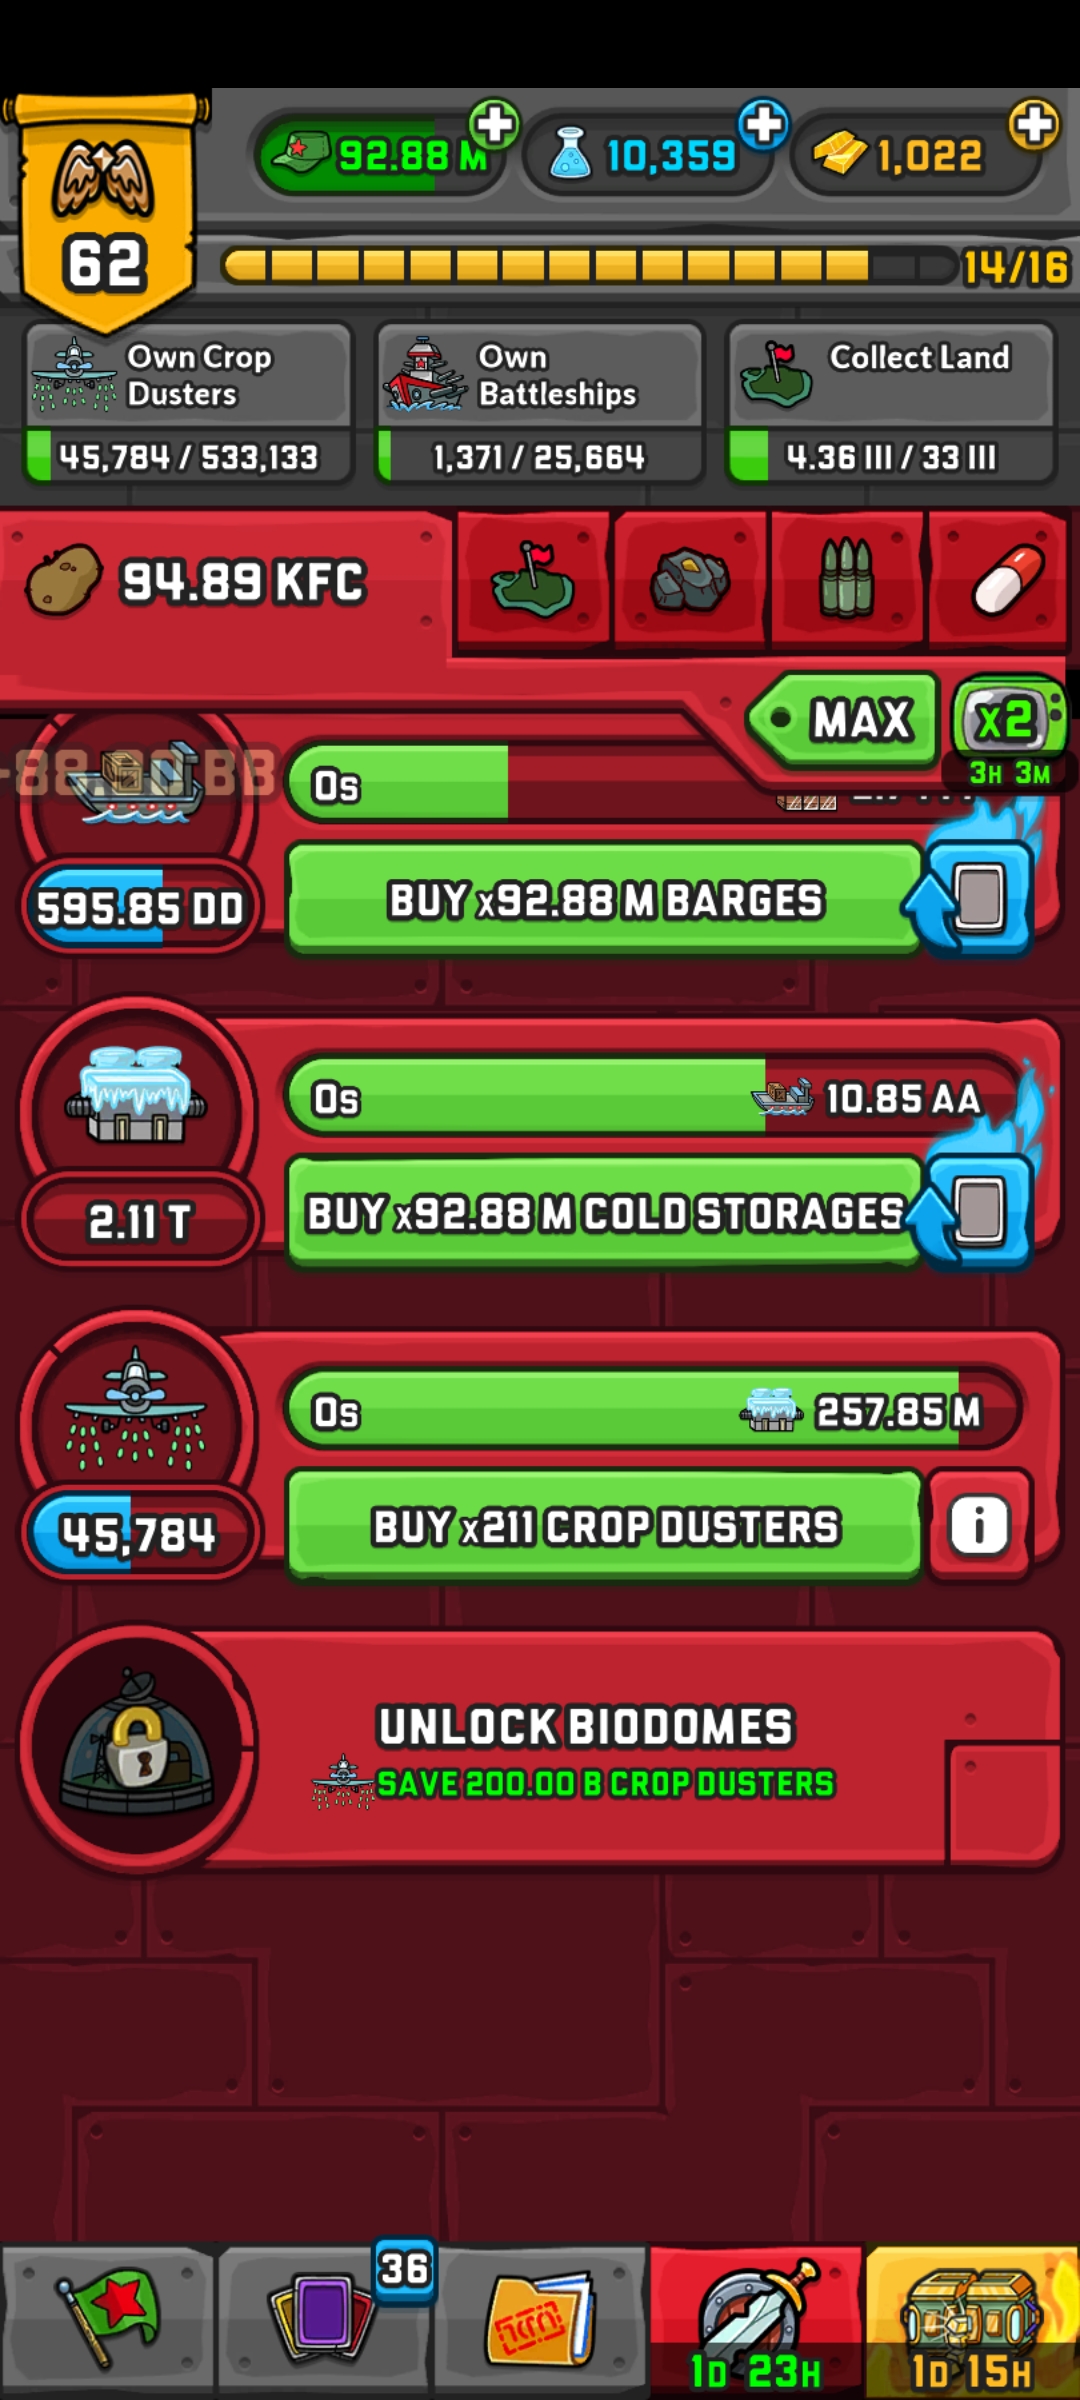 92.88 M
10,359
1,022
62
14/16
Own Crop
Dusters
Own
Battleships
Collect Land
45,784 / 533,133
1,371 / 25,664
4.36 III / 33 III
94.89 KFC
MAX
x2
3H 3M
0s
595.85 DD
BUY x92.88 M BARGES
0s
10.85 AA
2.11 T
BUY x92.88 M COLD STORAGES
0s
257.85 M
45,784
BUY x211 CROP DUSTERS
i
UNLOCK BIODOMES
SAVE 200.00 B CROP DUSTERS
36
1D 23H
1D 15H